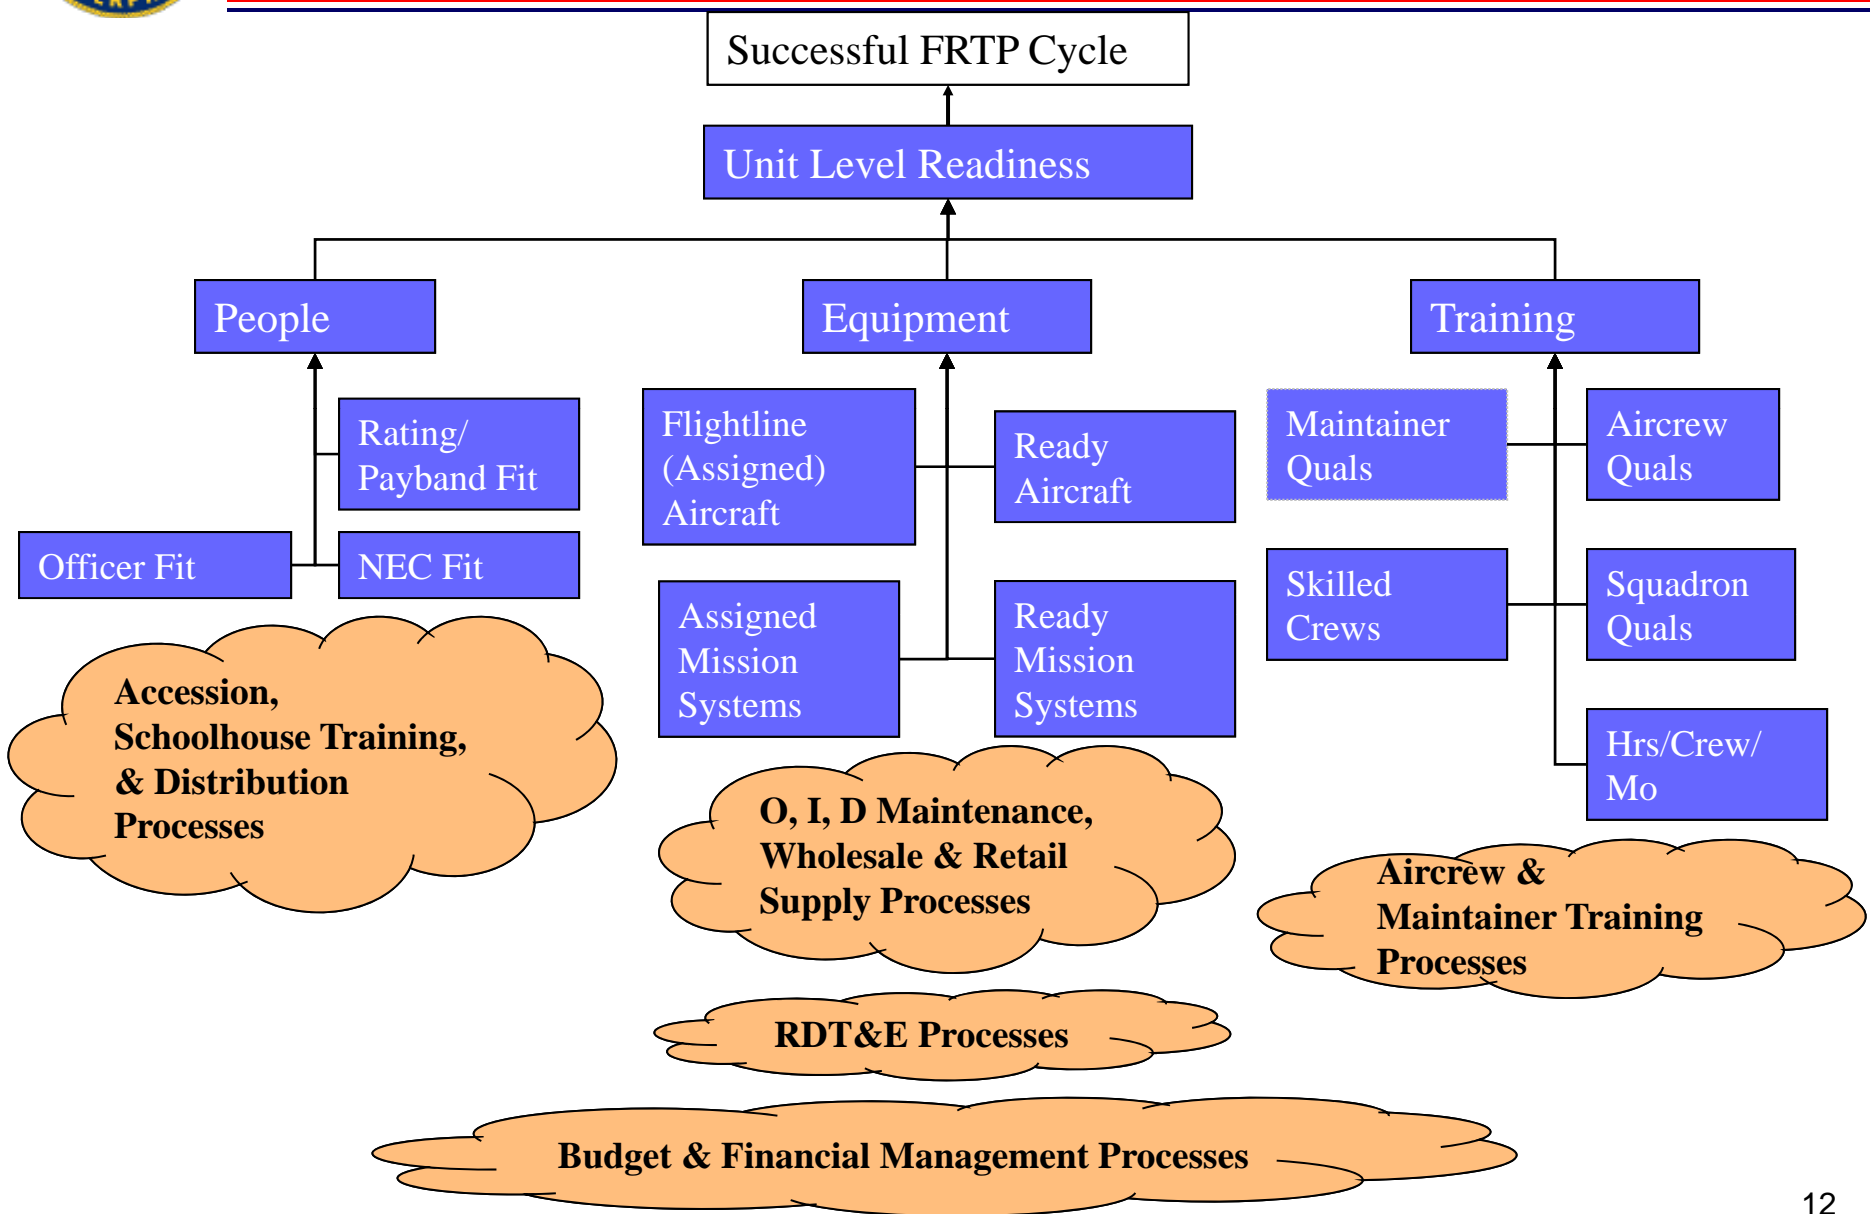 Successful FRTP Cycle
Unit Level Readiness
People
Equipment
Training
Rating/
Payband Fit
Officer Fit
NEC Fit
Flightline
(Assigned)
Aircraft
Ready
Aircraft
Assigned
Mission
Systems
Ready
Mission
Systems
Maintainer
Quals
Aircrew
Quals
Skilled
Crews
Squadron
Quals
Hrs/Crew/
Mo
Accession,
Schoolhouse Training,
& Distribution
Processes
O, I, D Maintenance,
Wholesale & Retail
Supply Processes
Aircrew &
Maintainer Training
Processes
RDT&E Processes
Budget & Financial Management Processes
12